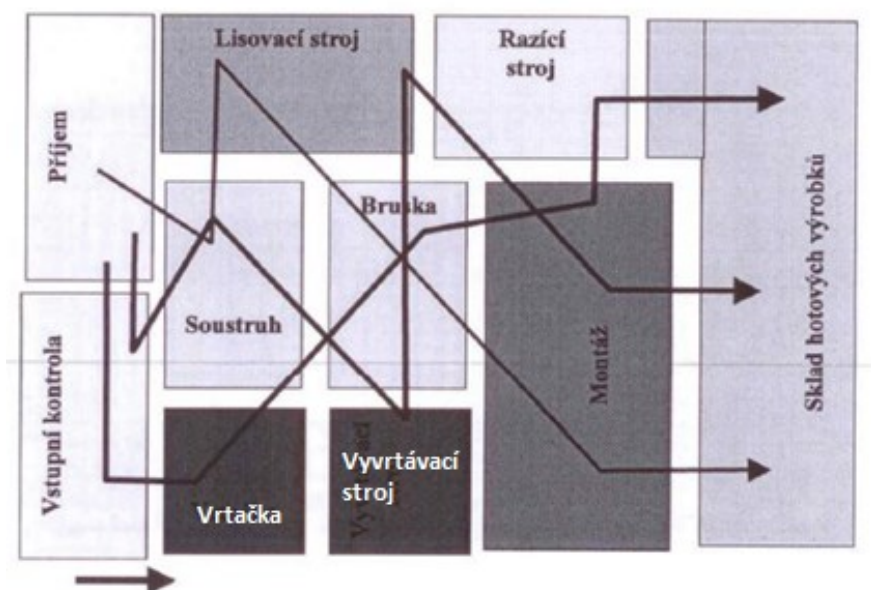 Lisovací stroj
Razící
stroj
Příjem
Bruska
Soustruh
Vstupní kontrola
Montáž
Sklad hotových výrobků
Vrtačka
Vyvrtávací
stroj